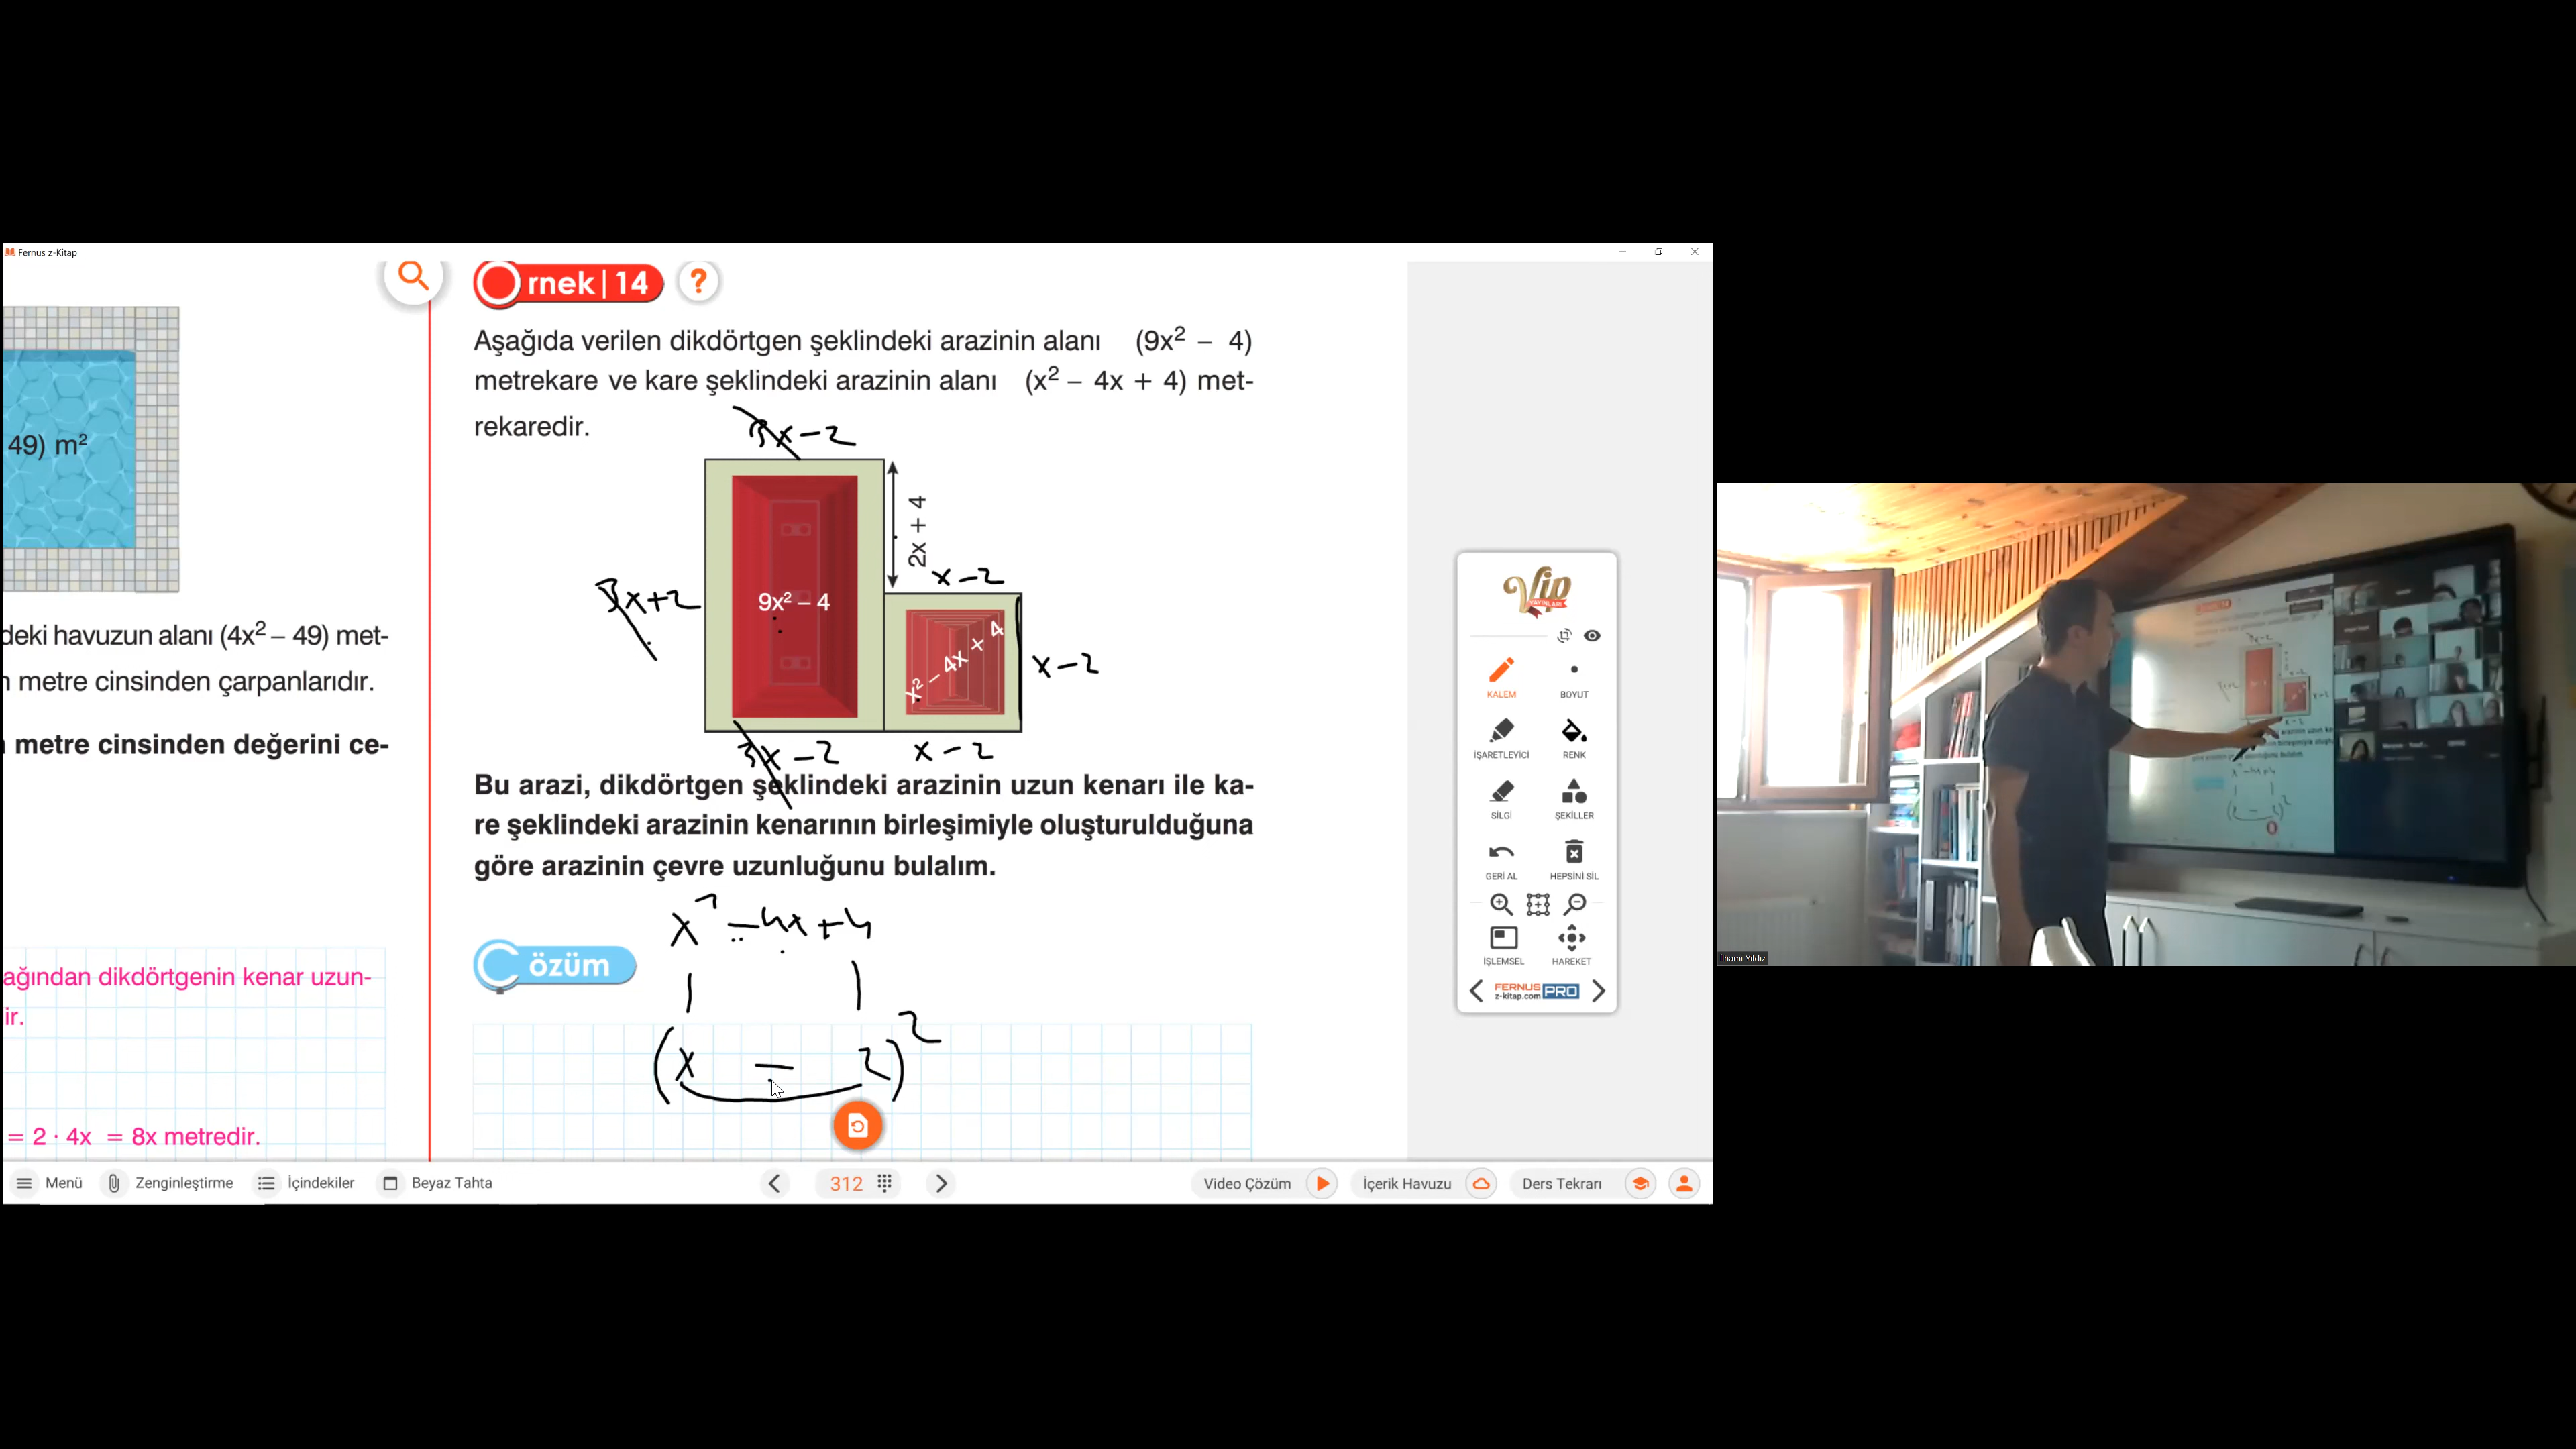 Fernus z-Kitap
Örnek | 14 ?
Aşağıda verilen dikdörtgen şeklindeki arazinin alanı (9x² – 4)
metrekare ve kare şeklindeki arazinin alanı (x² – 4x + 4) met-
rekaredir.
3x-2
2x + 4
x-2
3x+2
9x² – 4
x² – 4x + 4
x-2
3x-2
x-2
Bu arazi, dikdörtgen şeklindeki arazinin uzun kenarı ile ka-
re şeklindeki arazinin kenarının birleşimiyle oluşturulduğuna
göre arazinin çevre uzunluğunu bulalım.
x² -4x+4
Çözüm
(x - 2)²
49) m²
deki havuzun alanı (4x² – 49) met-
n metre cinsinden çarpanlarıdır.
metre cinsinden değerini ce-
ağından dikdörtgenin kenar uzun-
ir.
= 2 · 4x = 8x metredir.
Vip
YAYINLARI
KALEM
BOYUT
İŞARETLEYİCİ
RENK
SİLGİ
ŞEKİLLER
GERİ AL
HEPSİNİ SİL
İŞLEMSEL
HAREKET
FERNUS
z-kitap.com PRO
Menü
Zenginleştirme
İçindekiler
Beyaz Tahta
312
Video Çözüm
İçerik Havuzu
Ders Tekrarı
İlhami Yıldız